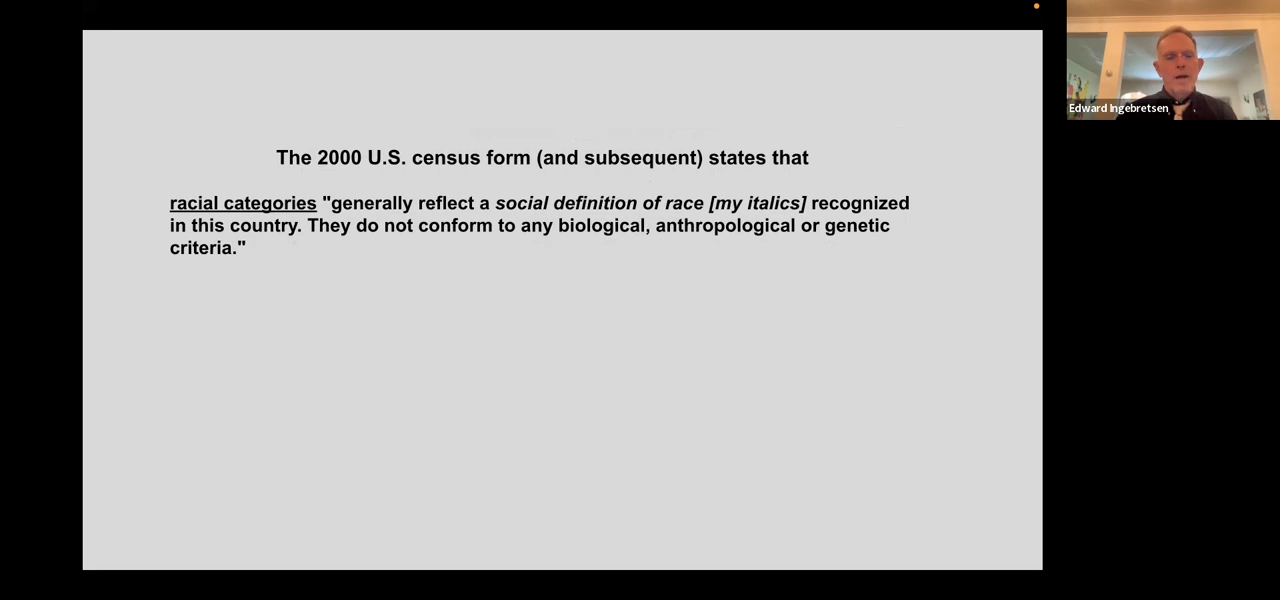 The 2000 U.S. census form (and subsequent) states that
racial categories "generally reflect a social definition of race [my italics] recognized
in this country. They do not conform to any biological, anthropological or genetic
criteria."
Edward Ingebretsen